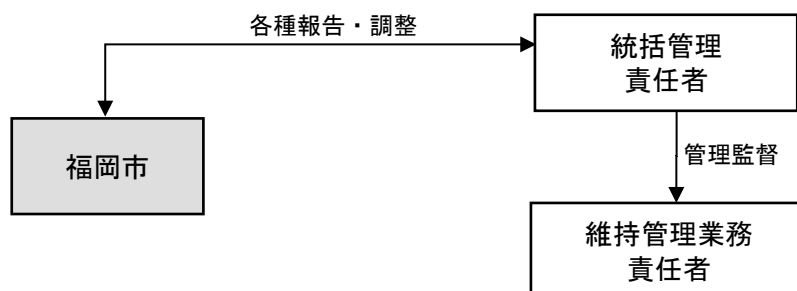 各種報告・調整
統括管理
責任者
福岡市
管理監督
維持管理業務
責任者